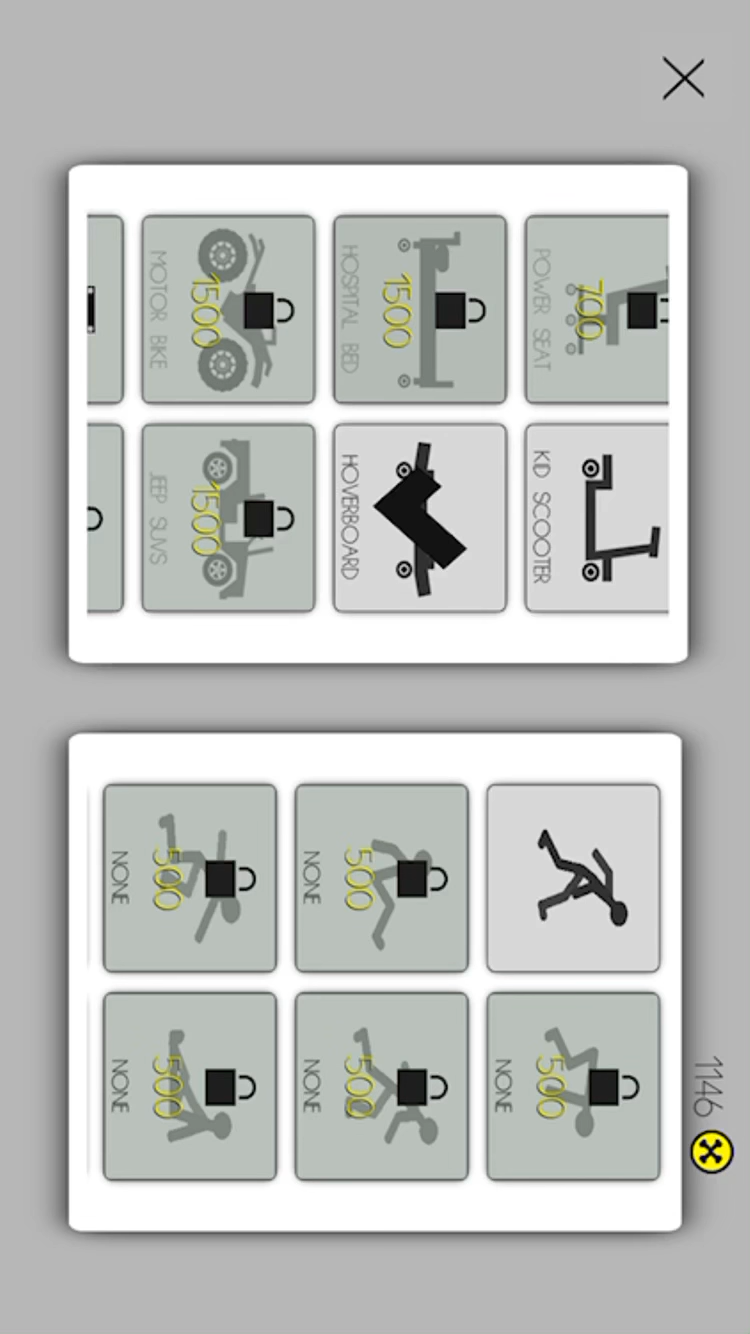 POWER SEAT
700
KID SCOOTER
HOSPITAL BED
1500
HOVERBOARD
MOTOR BIKE
1500
JEEP SUVS
1500
500
NONE
500
NONE
500
NONE
500
NONE
500
NONE
1146